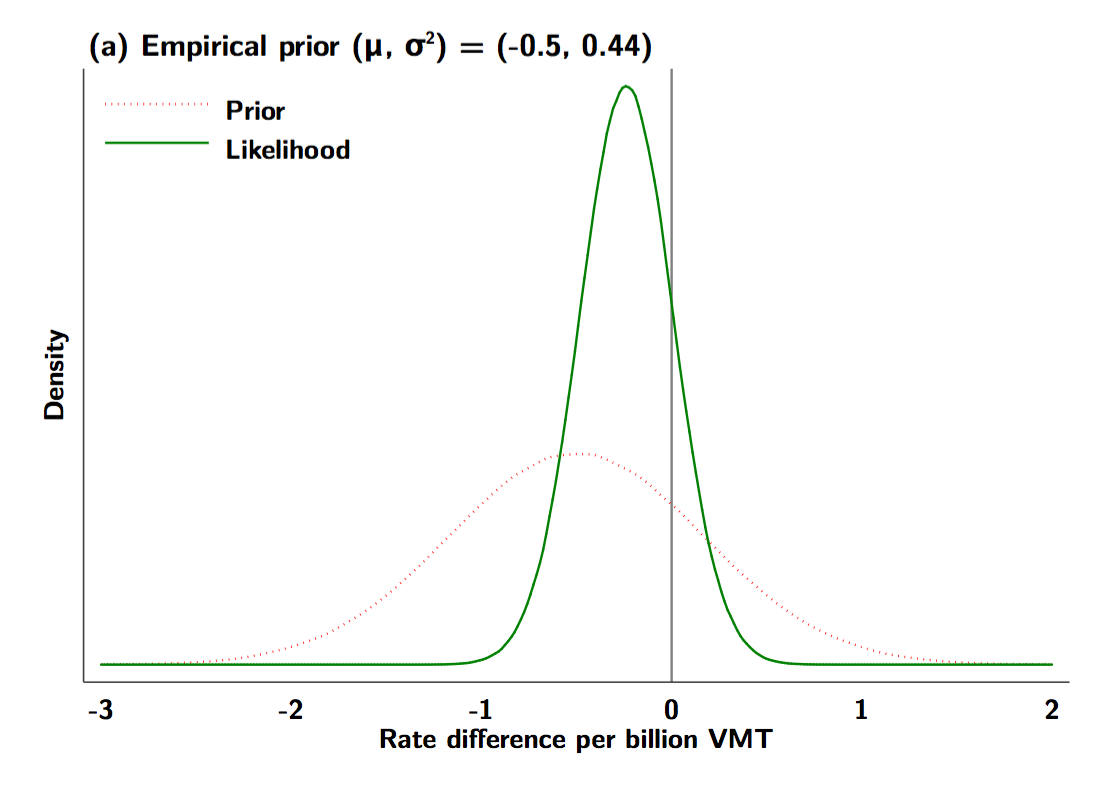 (a) Empirical prior (μ, σ²) = (-0.5, 0.44)
Prior
Likelihood
Density
-3 -2 -1 0 1 2
Rate difference per billion VMT